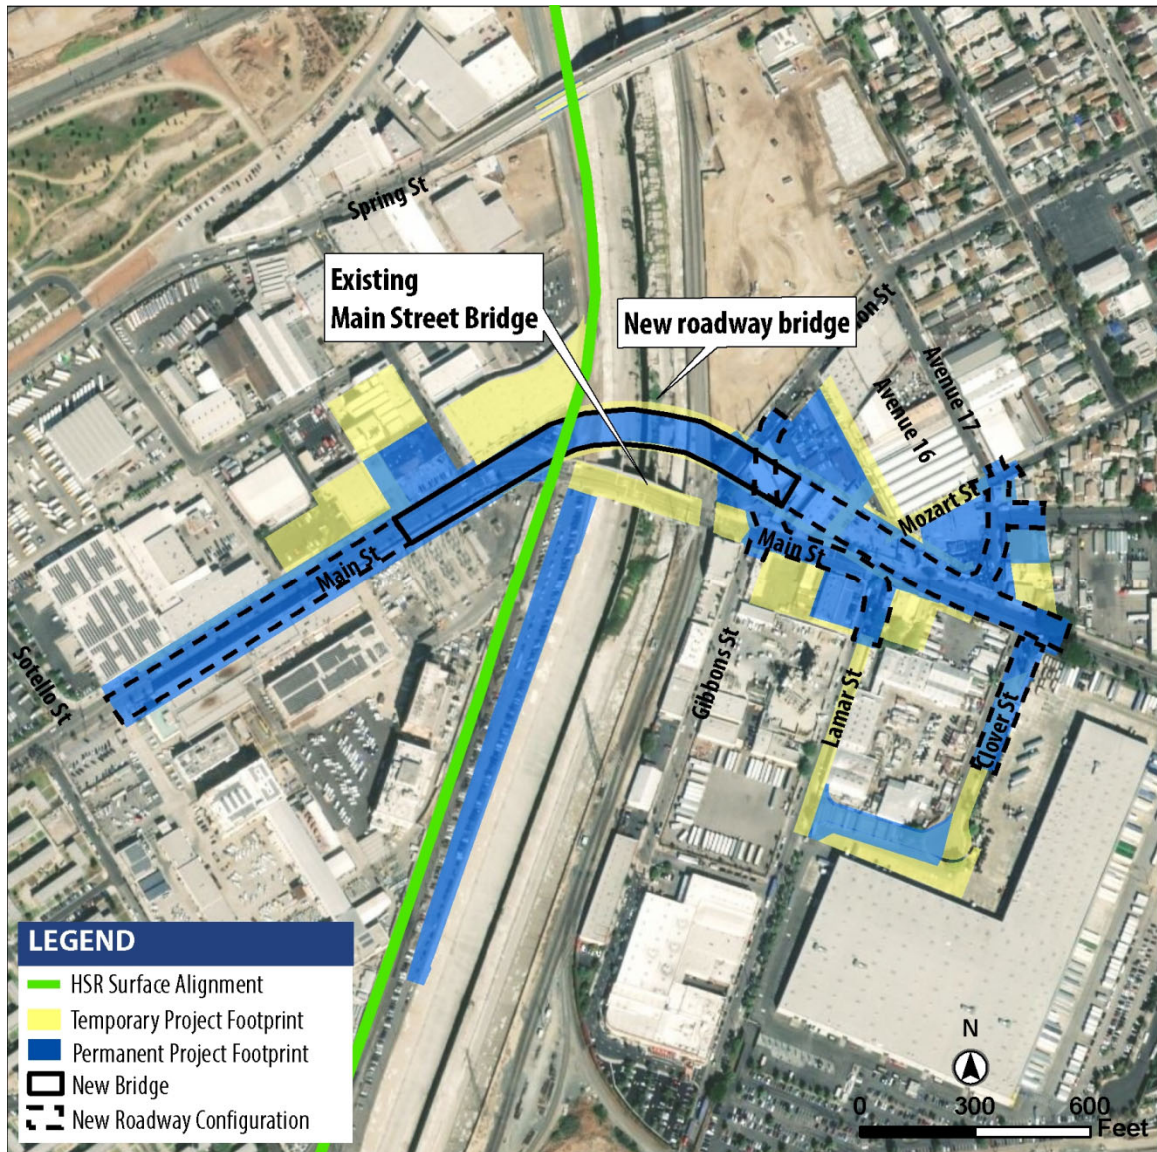 Spring St
Existing
Main Street Bridge
New roadway bridge
Avenue 17
Avenue 16
Mozart St
Main St
Main St
Sotello St
Gibbons St
Lamar St
Clover St
LEGEND
HSR Surface Alignment
Temporary Project Footprint
Permanent Project Footprint
New Bridge
New Roadway Configuration
N
0 300 600
Feet